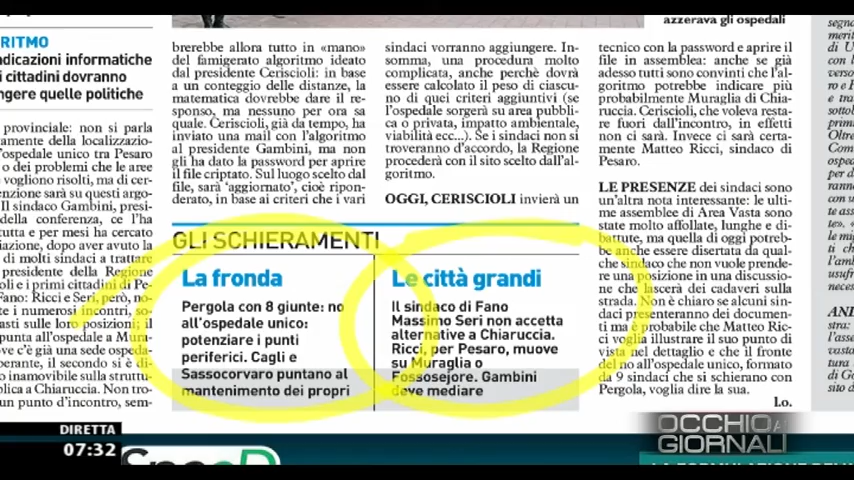 azzerava gli ospedali
RITMO
ndicazioni informatiche
i cittadini dovranno
ngere quelle politiche
provinciale: non si parla
amente della localizzazio-
l'ospedale unico tra Pesaro
o dei problemi che le aree
vogliono risolti, ma di cer-
enzione sarà su questi argo-
Il sindaco Gambini, presi-
della conferenza, ce l'ha
tutta e per mesi ha cercato
iazione, dopo aver avuto la
di molti sindaci a trattare
presidente della Regione
oli e i primi cittadini di Pe-
Fano: Ricci e Seri, però, no-
te i numerosi incontri, so-
asti sulle loro posizioni; il
punta all'ospedale a Mura-
ove c'è già una sede ospeda-
perante, il secondo si è di-
o inamovibile sulla struttu-
lica a Chiaruccia. Non tro-
un punto d'incontro, sem-
brerebbe allora tutto in «mano»
del famigerato algoritmo ideato
dal presidente Ceriscioli: in base
a un conteggio delle distanze, la
matematica dovrebbe dare il re-
sponso, ma nessuno per ora sa
quale. Ceriscioli, già da tempo, ha
inviato una mail con l'algoritmo
al presidente Gambini, ma non
gli ha dato la password per aprire
il file criptato. Sul luogo scelto dal
file, sarà 'aggiornato', cioè ripon-
derato, in base ai criteri che i vari
sindaci vorranno aggiungere. In-
somma, una procedura molto
complicata, anche perchè dovrà
essere calcolato il peso di ciascu-
no di quei criteri aggiuntivi (se
l'ospedale sorgerà su area pubbli-
ca o privata, impatto ambientale,
viabilità ecc...). Se i sindaci non si
troveranno d'accordo, la Regione
procederà con il sito scelto dall'al-
goritmo.
OGGI, CERISCIOLI invierà un
tecnico con la password e aprire il
file in assemblea: anche se già
adesso tutti sono convinti che l'al-
goritmo potrebbe indicare più
probabilmente Muraglia di Chia-
ruccia. Ceriscioli, che voleva resta-
re fuori dall'incontro, in effetti
non ci sarà. Invece ci sarà certa-
mente Matteo Ricci, sindaco di
Pesaro.
LE PRESENZE dei sindaci sono
un'altra nota interessante: le ulti-
me assemblee di Area Vasta sono
state molto affollate, lunghe e di-
battute, ma quella di oggi potreb-
be anche essere disertata da qual-
che sindaco che non vuole prende-
re una posizione in una discussio-
ne che lascerà dei cadaveri sulla
strada. Non è chiaro se alcuni sin-
daci presenteranno dei documen-
ti ma è probabile che Matteo Ric-
ci voglia illustrare il suo punto di
vista nel dettaglio e che il fronte
del no all'ospedale unico, formato
da 9 sindaci che si schierano con
Pergola, voglia dire la sua.
Lo.
GLI SCHIERAMENTI
La fronda
Pergola con 8 giunte: no
all'ospedale unico:
potenziare i punti
periferici. Cagli e
Sassocorvaro puntano al
mantenimento dei propri
Le città grandi
Il sindaco di Fano
Massimo Seri non accetta
alternative a Chiaruccia.
Ricci, per Pesaro, muove
su Muraglia o
Fossosejore. Gambini
deve mediare
DIRETTA
07:32
OCCHIO AI
GIORNALI